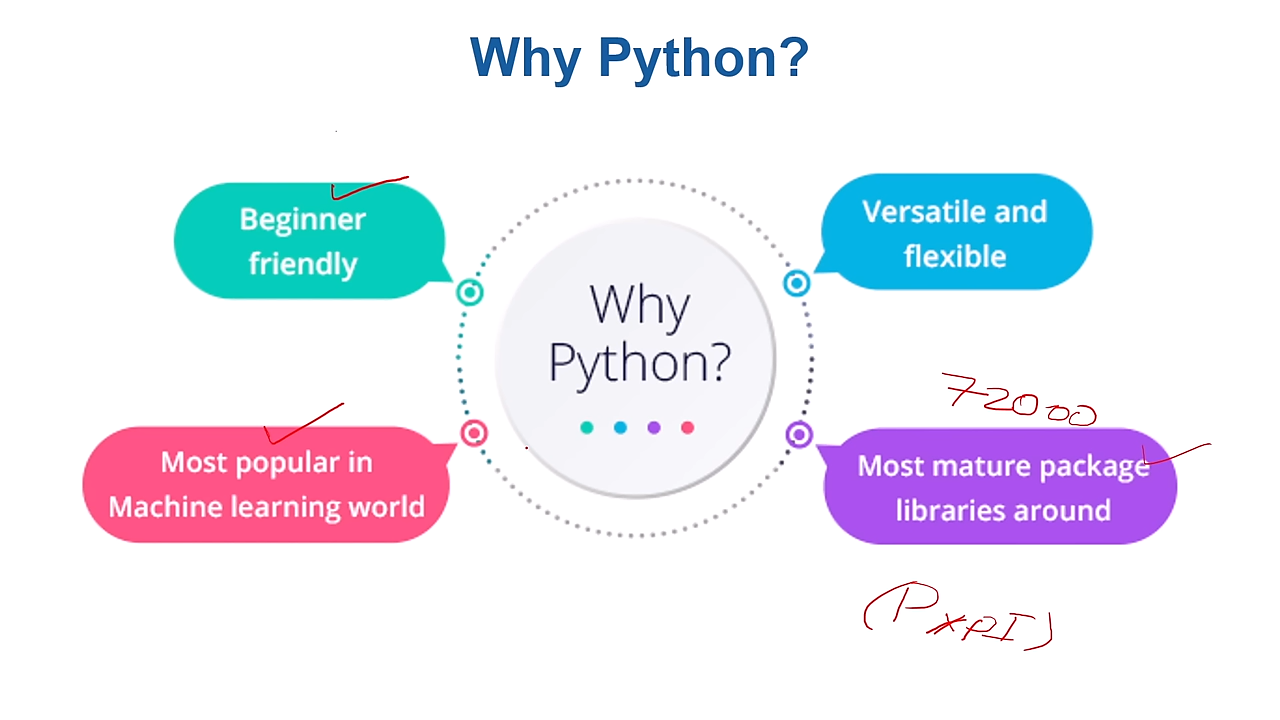 Why Python?
Beginner
friendly
Versatile and
flexible
Why
Python?
72000
Most popular in
Machine learning world
Most mature package
libraries around
(PyPI)